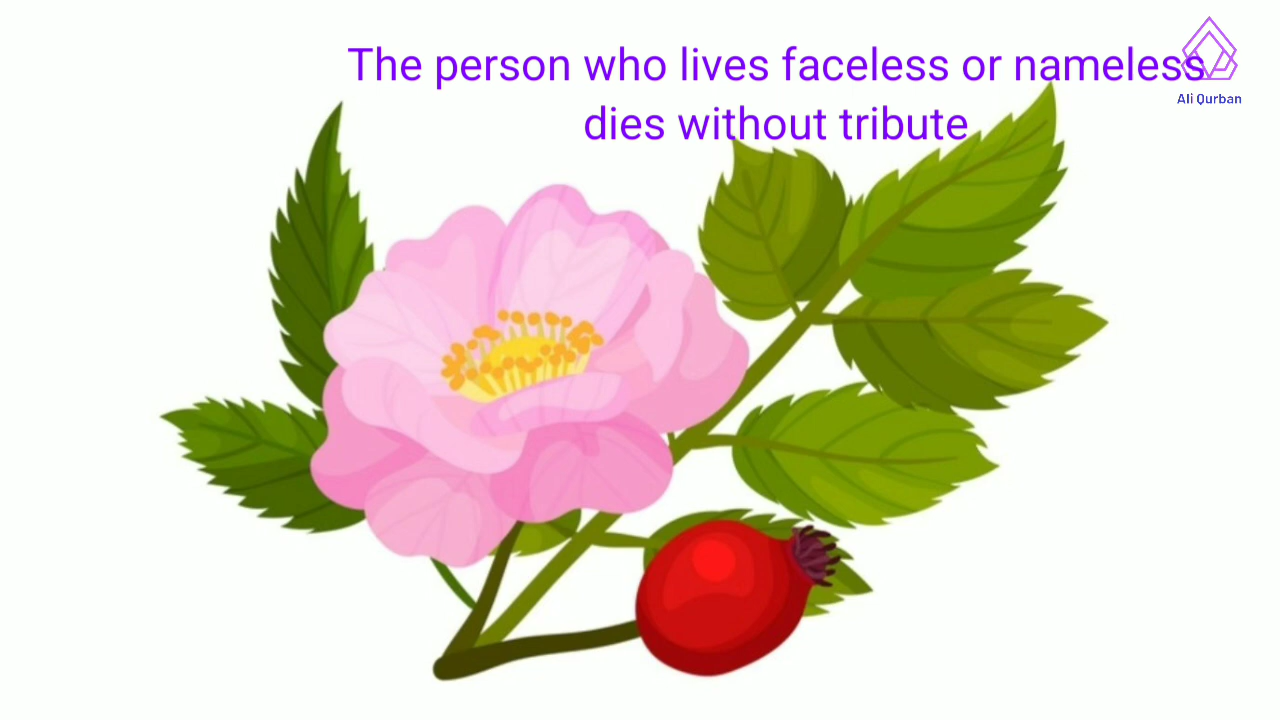 The person who lives faceless or nameless
dies without tribute
Ali Qurban